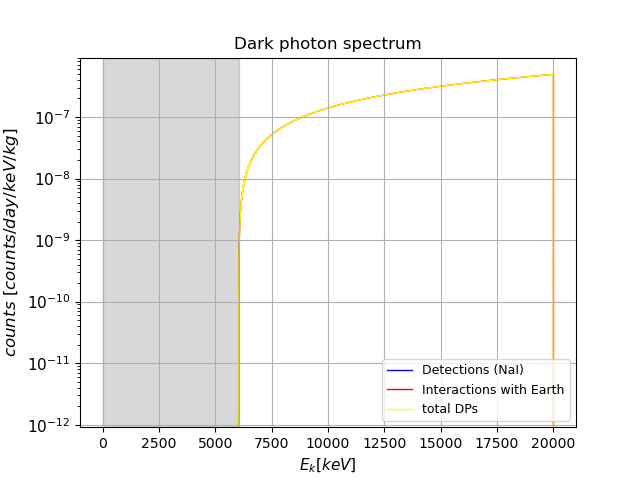 Dark photon spectrum
counts [counts/day/keV/kg]
10⁻⁷
10⁻⁸
10⁻⁹
10⁻¹⁰
10⁻¹¹
10⁻¹²
Detections (NaI)
Interactions with Earth
total DPs
0 2500 5000 7500 10000 12500 15000 17500 20000
Eₖ[keV]